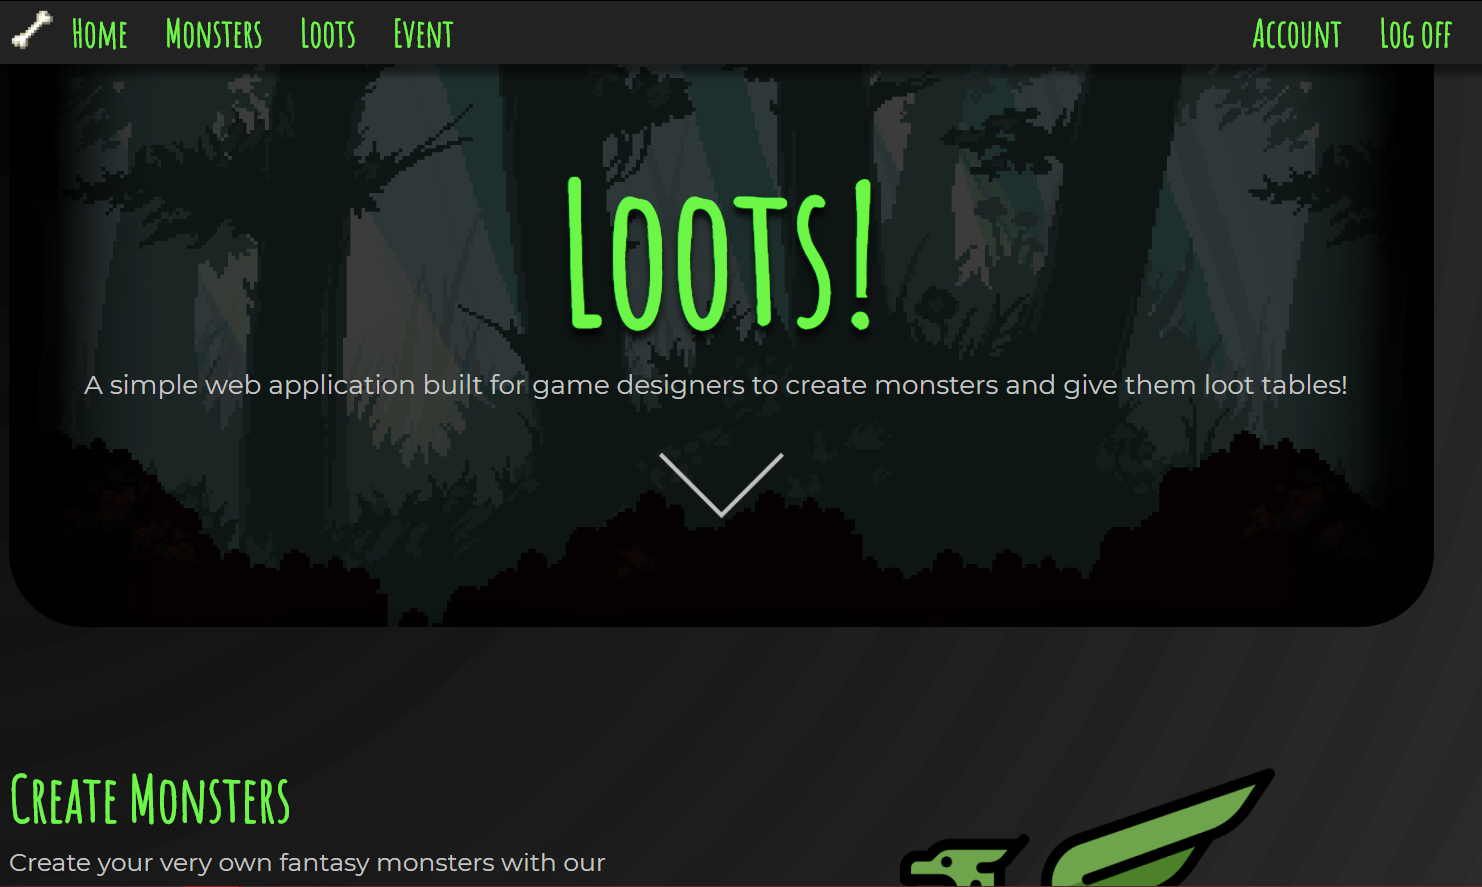 Home Monsters Loots Event Account Log off
Loots!
A simple web application built for game designers to create monsters and give them loot tables!
Create Monsters
Create your very own fantasy monsters with our